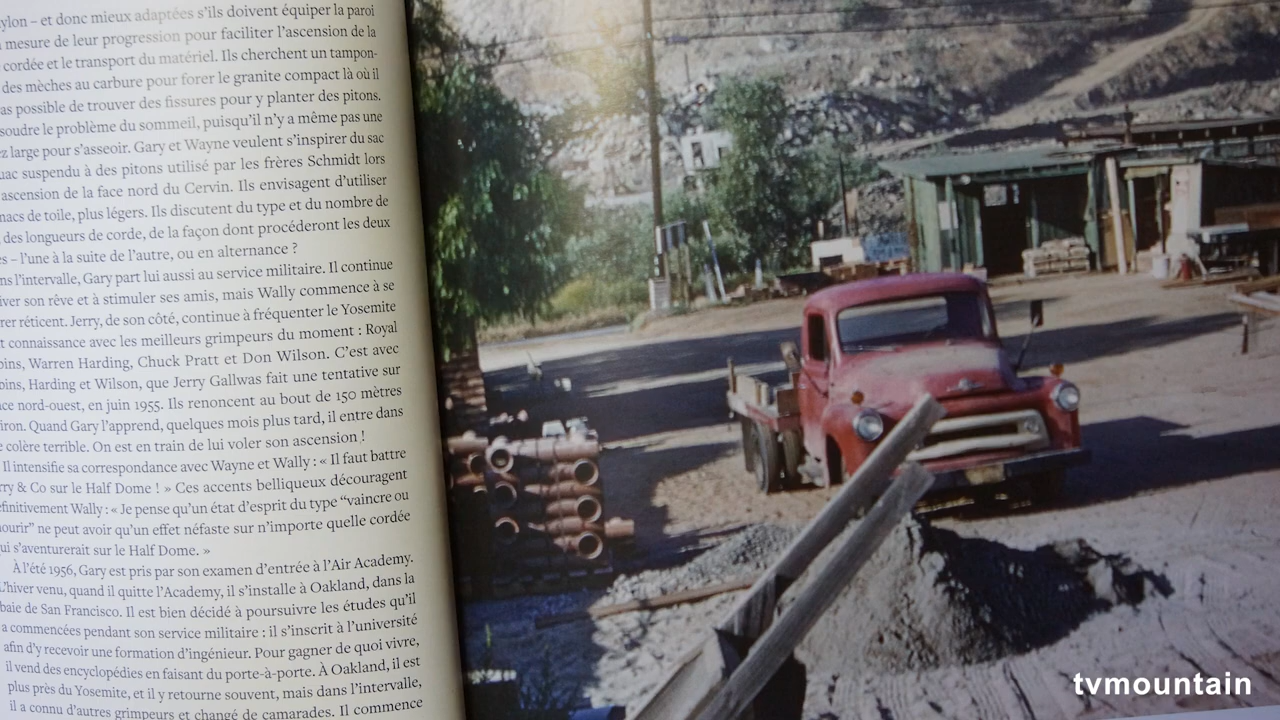 ylon – et donc mieux adaptées s'ils doivent équiper la paroi
mesure de leur progression pour faciliter l'ascension de la
cordée et le transport du matériel. Ils cherchent un tampon-
des mèches au carbure pour forer le granite compact là où il
as possible de trouver des fissures pour y planter des pitons.
soudre le problème du sommeil, puisqu'il n'y a même pas une
z large pour s'asseoir. Gary et Wayne veulent s'inspirer du sac
uac suspendu à des pitons utilisé par les frères Schmidt lors
ascension de la face nord du Cervin. Ils envisagent d'utiliser
nacs de toile, plus légers. Ils discutent du type et du nombre de
des longueurs de corde, de la façon dont procéderont les deux
es – l'une à la suite de l'autre, ou en alternance ?
ns l'intervalle, Gary part lui aussi au service militaire. Il continue
iver son rêve et à stimuler ses amis, mais Wally commence à se
rer réticent. Jerry, de son côté, continue à fréquenter le Yosemite
t connaissance avec les meilleurs grimpeurs du moment : Royal
bins, Warren Harding, Chuck Pratt et Don Wilson. C'est avec
bins, Harding et Wilson, que Jerry Gallwas fait une tentative sur
ce nord-ouest, en juin 1955. Ils renoncent au bout de 150 mètres
iron. Quand Gary l'apprend, quelques mois plus tard, il entre dans
e colère terrible. On est en train de lui voler son ascension !
Il intensifie sa correspondance avec Wayne et Wally : « Il faut battre
rry & Co sur le Half Dome ! » Ces accents belliqueux découragent
éfinitivement Wally : « Je pense qu'un état d'esprit du type “vaincre ou
mourir” ne peut avoir qu'un effet néfaste sur n'importe quelle cordée
ui s'aventurerait sur le Half Dome. »
À l'été 1956, Gary est pris par son examen d'entrée à l'Air Academy.
L'hiver venu, quand il quitte l'Academy, il s'installe à Oakland, dans la
baie de San Francisco. Il est bien décidé à poursuivre les études qu'il
a commencées pendant son service militaire : il s'inscrit à l'université
afin d'y recevoir une formation d'ingénieur. Pour gagner de quoi vivre,
il vend des encyclopédies en faisant du porte-à-porte. À Oakland, il est
plus près du Yosemite, et il y retourne souvent, mais dans l'intervalle,
il a connu d'autres grimpeurs et changé de camarades. Il commence
tvmountain